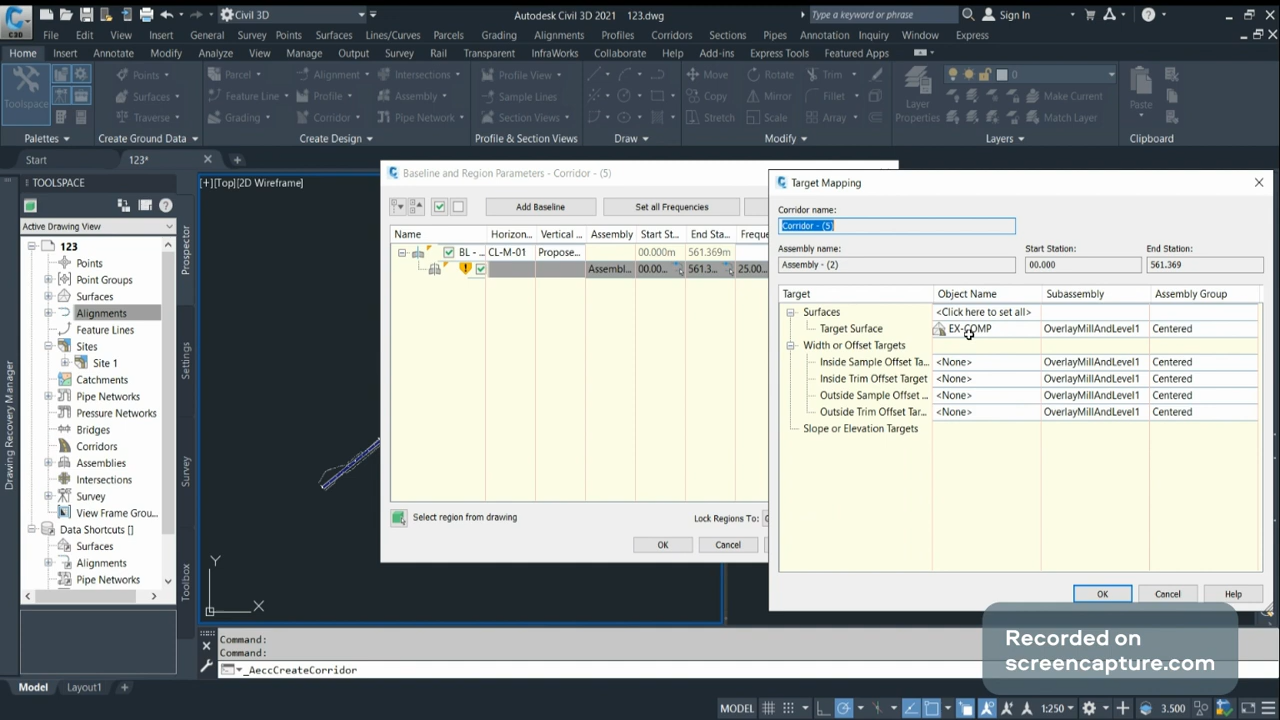 Civil 3D
Autodesk Civil 3D 2021 123.dwg
Type a keyword or phrase
Sign In
C3D
File Edit View Insert General Survey Points Surfaces Lines/Curves Parcels Grading Alignments Profiles Corridors Sections Pipes Annotation Inquiry Window Express
Home Insert Annotate Modify Analyze View Manage Output Survey Rail Transparent InfraWorks Collaborate Help Add-ins Express Tools Featured Apps
Points Parcel Alignment Intersections Profile View Move Rotate Trim 0
Toolspace Surfaces Feature Line Profile Assembly Sample Lines Copy Mirror Fillet Layer Properties Make Current Paste
Traverse Grading Corridor Pipe Network Section Views Stretch Scale Array Match Layer
Palettes Create Ground Data Create Design Profile & Section Views Draw Modify Layers Clipboard
Start 123*
TOOLSPACE
Active Drawing View
123
Points
Point Groups
Surfaces
Alignments
Feature Lines
Sites
Site 1
Catchments
Pipe Networks
Pressure Networks
Bridges
Corridors
Assemblies
Intersections
Survey
View Frame Grou...
Data Shortcuts []
Surfaces
Alignments
Pipe Networks
Drawing Recovery Manager
Prospector
Settings
Survey
Toolbox
[+][Top][2D Wireframe]
Y
X
Baseline and Region Parameters - Corridor - (5)
Add Baseline Set all Frequencies
Name Horizon... Vertical ... Assembly Start St... End Sta... Freque
BL - ... CL-M-01 Propose... 00.000m 561.369m
Assembl... 00.00... 561.3... 25.00
Select region from drawing
Lock Regions To:
OK Cancel
Target Mapping
Corridor name:
Corridor - (5)
Assembly name: Start Station: End Station:
Assembly - (2) 00.000 561.369
Target Object Name Subassembly Assembly Group
Surfaces <Click here to set all>
Target Surface EX-COMP OverlayMillAndLevel1 Centered
Width or Offset Targets
Inside Sample Offset Ta... <None> OverlayMillAndLevel1 Centered
Inside Trim Offset Target <None> OverlayMillAndLevel1 Centered
Outside Sample Offset ... <None> OverlayMillAndLevel1 Centered
Outside Trim Offset Tar... <None> OverlayMillAndLevel1 Centered
Slope or Elevation Targets
OK Cancel Help
Recorded on
screencapture.com
Command:
Command:
_AeccCreateCorridor
Model Layout1
MODEL 1:250 3.500